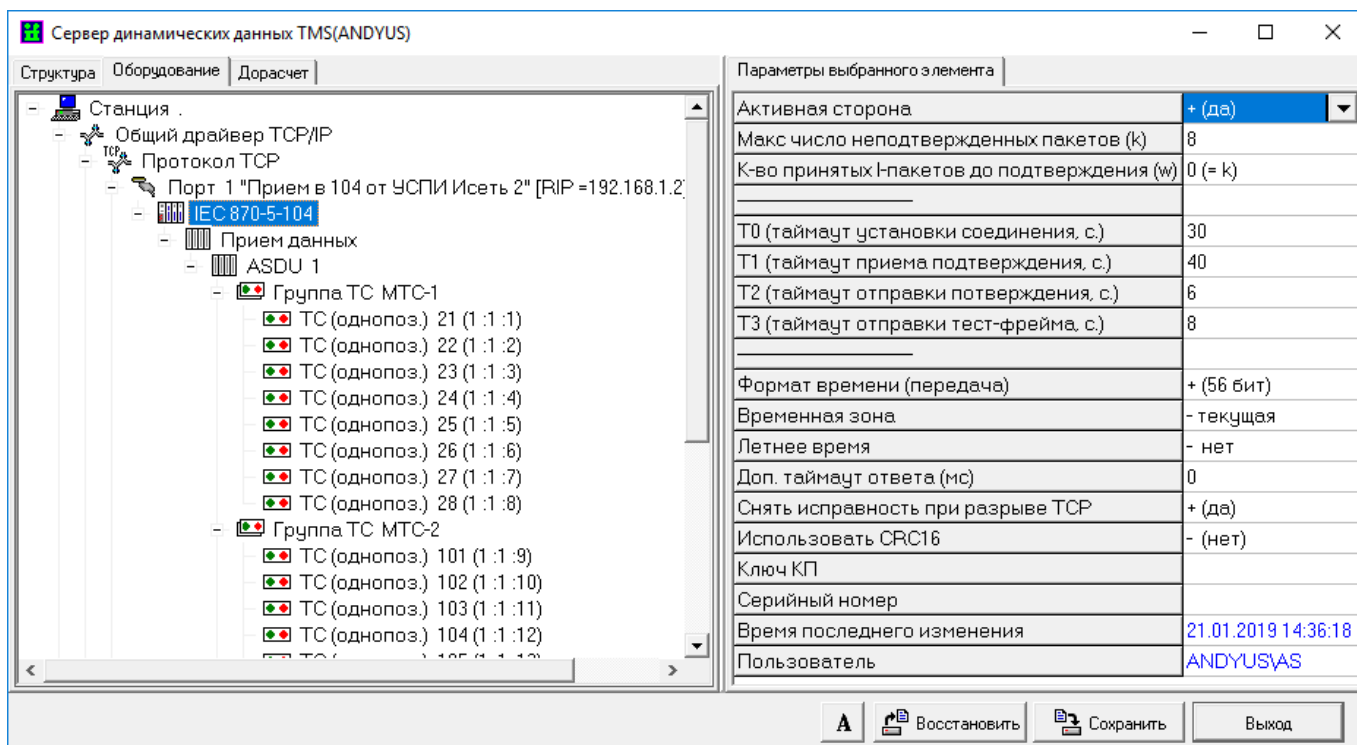 Сервер динамических данных TMS(ANDYUS)
Структура Оборудование Дорасчет
Станция .
Общий драйвер TCP/IP
TCP Протокол TCP
Порт 1 "Прием в 104 от УСПИ Исеть 2" [RIP =192.168.1.2
IEC 870-5-104
Прием данных
ASDU 1
Группа ТС МТС-1
ТС (однопоз.) 21 (1 :1 :1)
ТС (однопоз.) 22 (1 :1 :2)
ТС (однопоз.) 23 (1 :1 :3)
ТС (однопоз.) 24 (1 :1 :4)
ТС (однопоз.) 25 (1 :1 :5)
ТС (однопоз.) 26 (1 :1 :6)
ТС (однопоз.) 27 (1 :1 :7)
ТС (однопоз.) 28 (1 :1 :8)
Группа ТС МТС-2
ТС (однопоз.) 101 (1 :1 :9)
ТС (однопоз.) 102 (1 :1 :10)
ТС (однопоз.) 103 (1 :1 :11)
ТС (однопоз.) 104 (1 :1 :12)
Параметры выбранного элемента
Активная сторона + (да)
Макс число неподтвержденных пакетов (k) 8
К-во принятых I-пакетов до подтверждения (w) 0 (= k)
T0 (таймаут установки соединения, с.) 30
T1 (таймаут приема подтверждения, с.) 40
T2 (таймаут отправки потверждения, с.) 6
T3 (таймаут отправки тест-фрейма, с.) 8
Формат времени (передача) + (56 бит)
Временная зона - текущая
Летнее время - нет
Доп. таймаут ответа (мс) 0
Снять исправность при разрыве TCP + (да)
Использовать CRC16 - (нет)
Ключ КП
Серийный номер
Время последнего изменения 21.01.2019 14:36:18
Пользователь ANDYUS\AS
A Восстановить Сохранить Выход